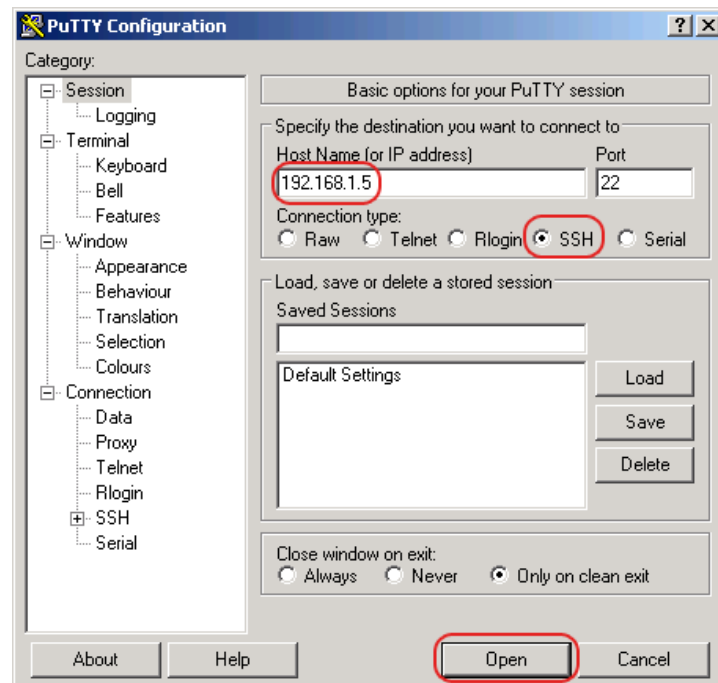 PuTTY Configuration
Category:
Session
Logging
Terminal
Keyboard
Bell
Features
Window
Appearance
Behaviour
Translation
Selection
Colours
Connection
Data
Proxy
Telnet
Rlogin
SSH
Serial
Basic options for your PuTTY session
Specify the destination you want to connect to
Host Name (or IP address) Port
192.168.1.5 22
Connection type:
Raw Telnet Rlogin SSH Serial
Load, save or delete a stored session
Saved Sessions
Default Settings
Load
Save
Delete
Close window on exit:
Always Never Only on clean exit
About Help Open Cancel